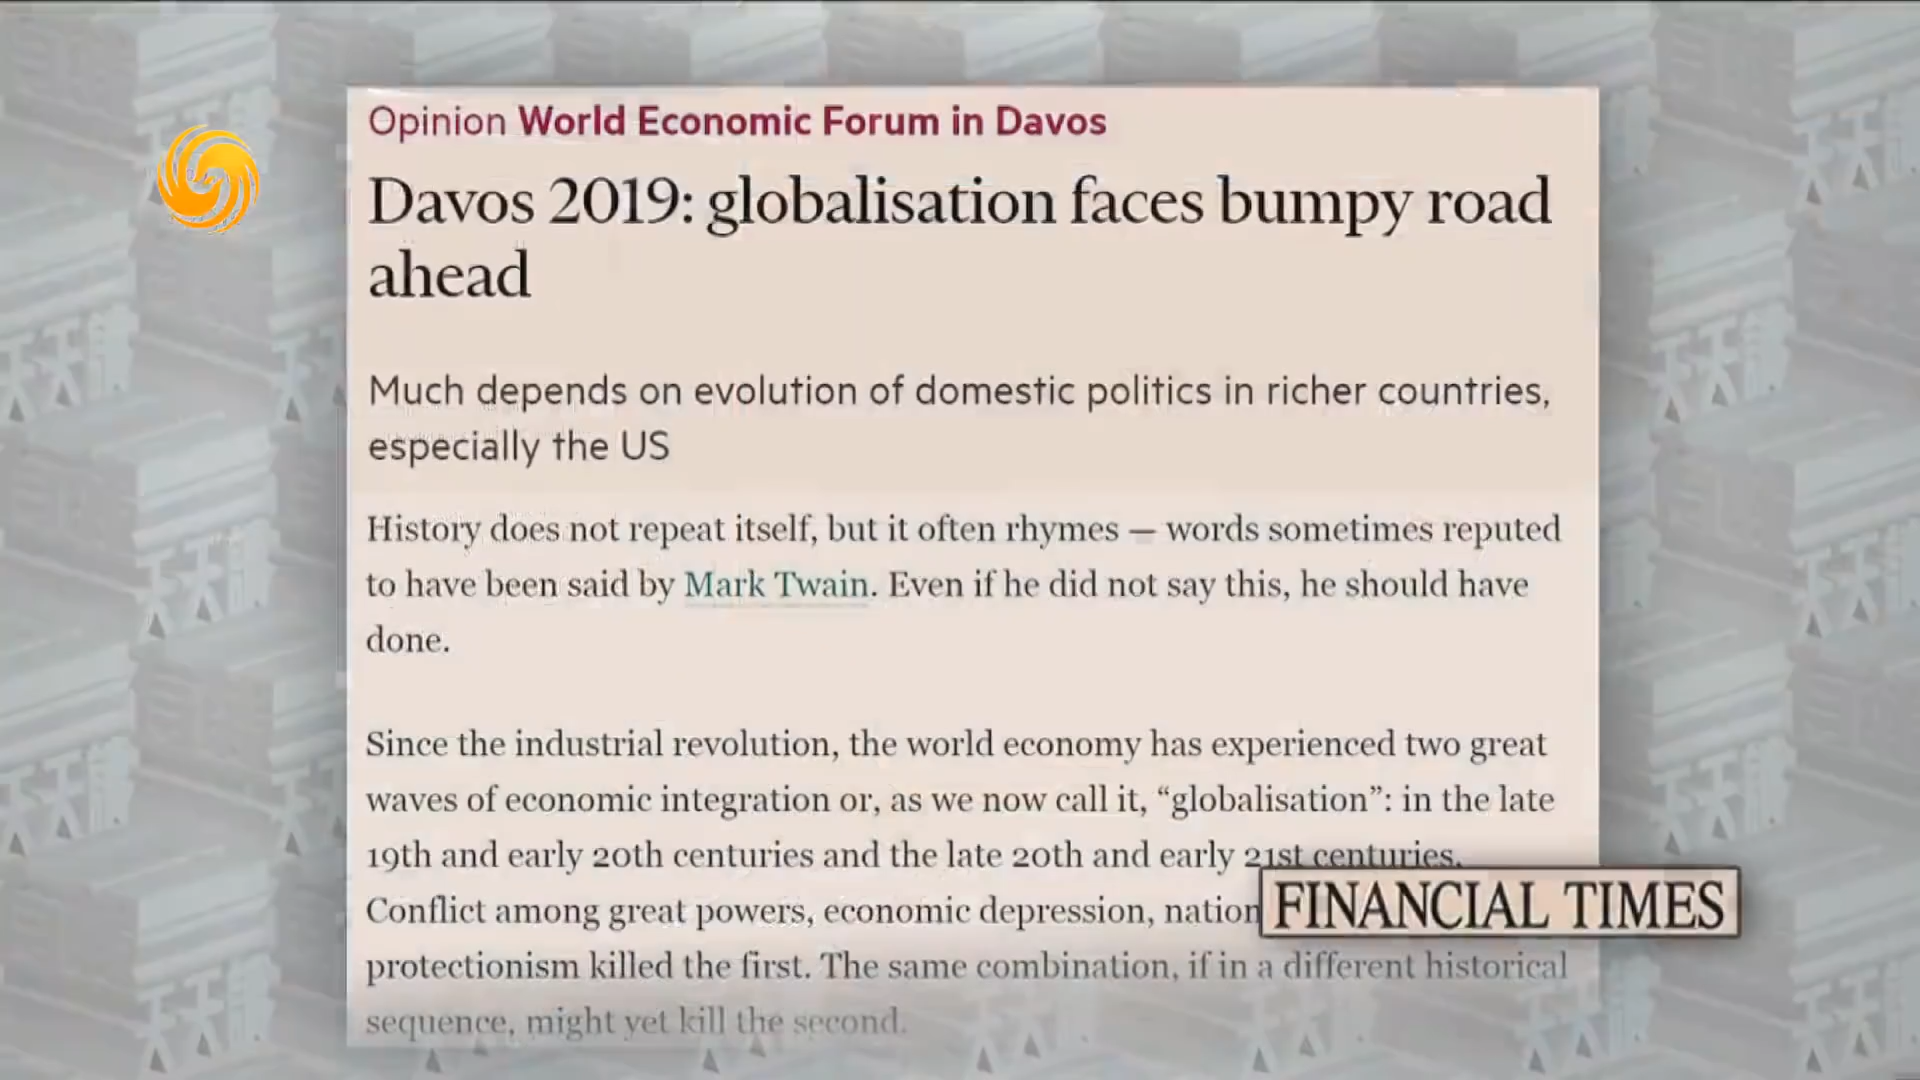 Opinion World Economic Forum in Davos
Davos 2019: globalisation faces bumpy road
ahead
Much depends on evolution of domestic politics in richer countries,
especially the US
History does not repeat itself, but it often rhymes — words sometimes reputed
to have been said by Mark Twain. Even if he did not say this, he should have
done.
Since the industrial revolution, the world economy has experienced two great
waves of economic integration or, as we now call it, “globalisation”: in the late
19th and early 20th centuries and the late 20th and early 21st centuries.
Conflict among great powers, economic depression, nation
FINANCIAL TIMES
protectionism killed the first. The same combination, if in a different historical
sequence, might yet kill the second.